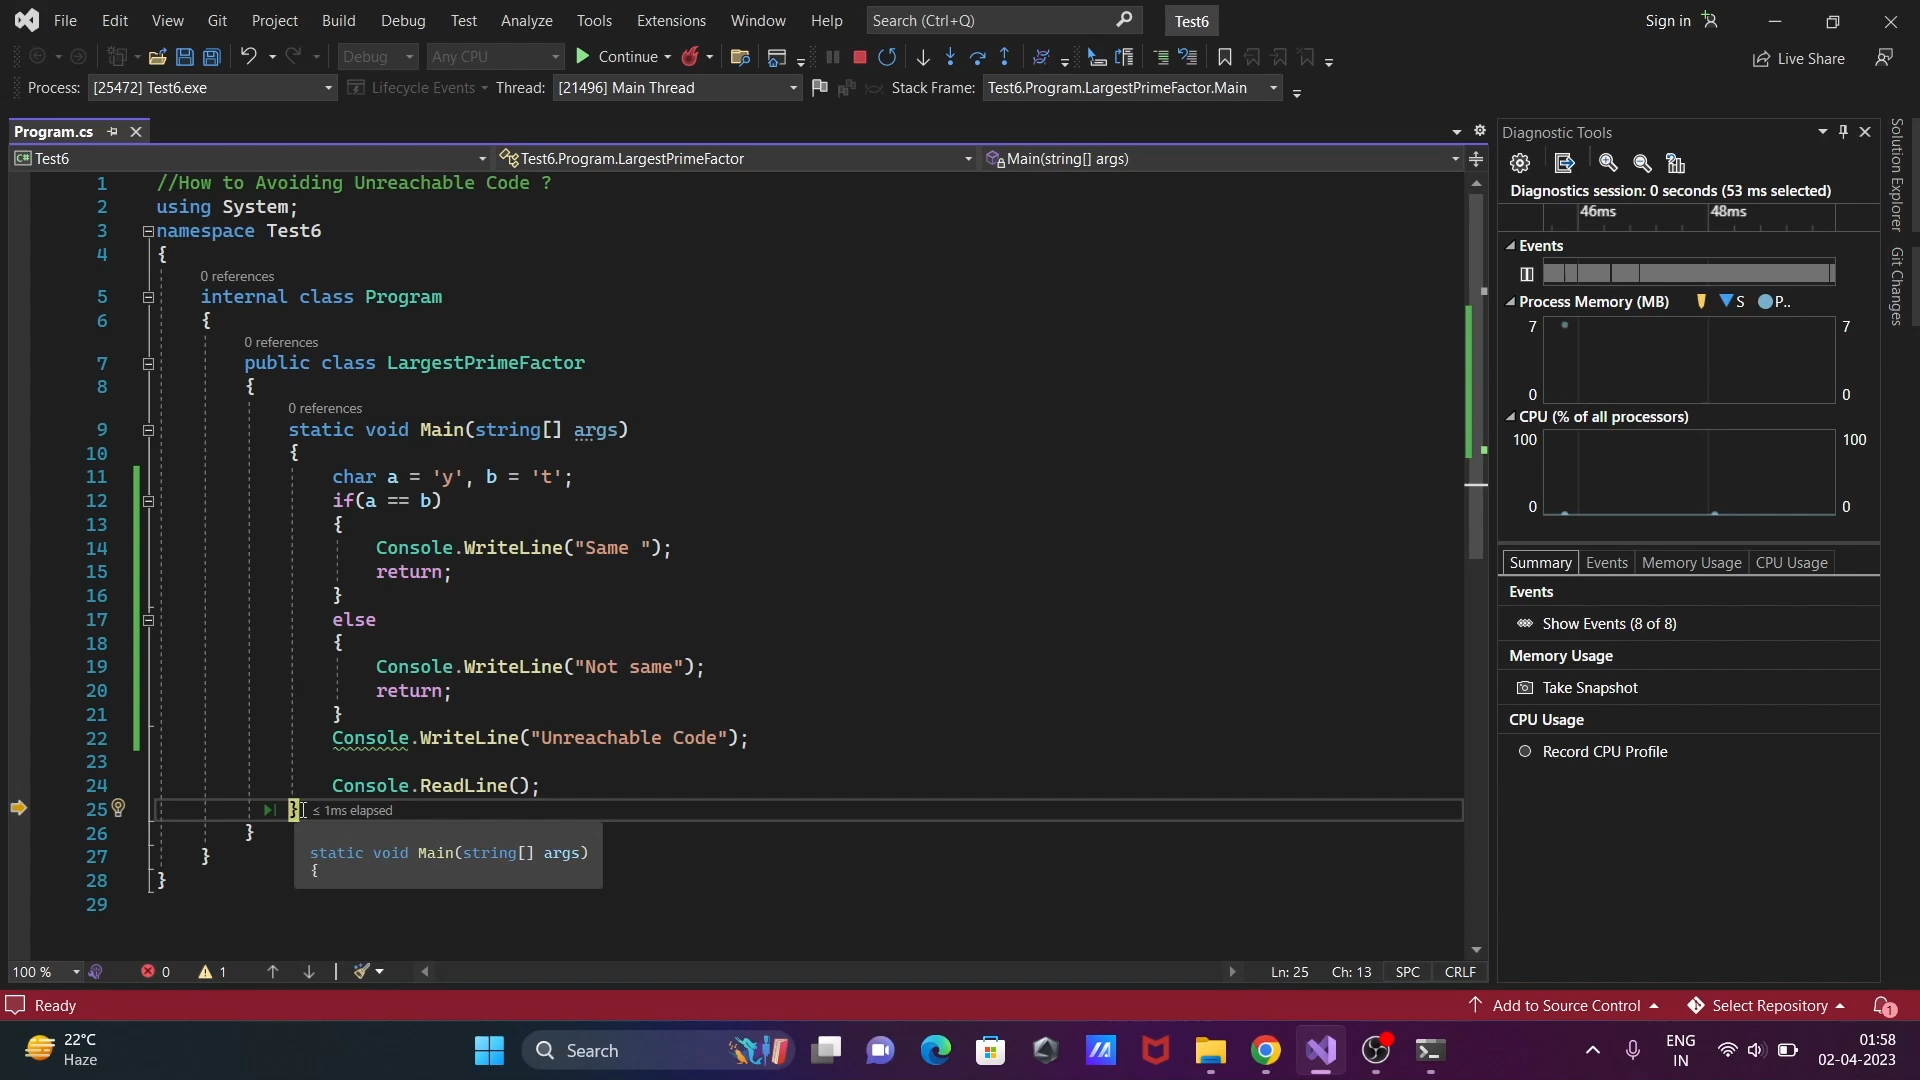 File Edit View Git Project Build Debug Test Analyze Tools Extensions Window Help Search (Ctrl+Q) Test6 Sign in
Debug Any CPU Continue Live Share
Process: [25472] Test6.exe Lifecycle Events Thread: [21496] Main Thread Stack Frame: Test6.Program.LargestPrimeFactor.Main
Program.cs
C# Test6 Test6.Program.LargestPrimeFactor Main(string[] args)
1 //How to Avoiding Unreachable Code ?
2 using System;
3 namespace Test6
4 {
0 references
5 internal class Program
6 {
0 references
7 public class LargestPrimeFactor
8 {
0 references
9 static void Main(string[] args)
10 {
11 char a = 'y', b = 't';
12 if(a == b)
13 {
14 Console.WriteLine("Same ");
15 return;
16 }
17 else
18 {
19 Console.WriteLine("Not same");
20 return;
21 }
22 Console.WriteLine("Unreachable Code");
23
24 Console.ReadLine();
25 } ≤ 1ms elapsed
26 }
static void Main(string[] args)
{
27 }
28 }
29
100 % 0 1 Ln: 25 Ch: 13 SPC CRLF
Diagnostic Tools
Diagnostics session: 0 seconds (53 ms selected)
46ms 48ms
Events
Process Memory (MB) S P..
7 7
0 0
CPU (% of all processors)
100 100
0 0
Summary Events Memory Usage CPU Usage
Events
Show Events (8 of 8)
Memory Usage
Take Snapshot
CPU Usage
Record CPU Profile
Solution Explorer
Git Changes
Ready Add to Source Control Select Repository 1
22°C
Haze
Search
ENG
IN
01:58
02-04-2023